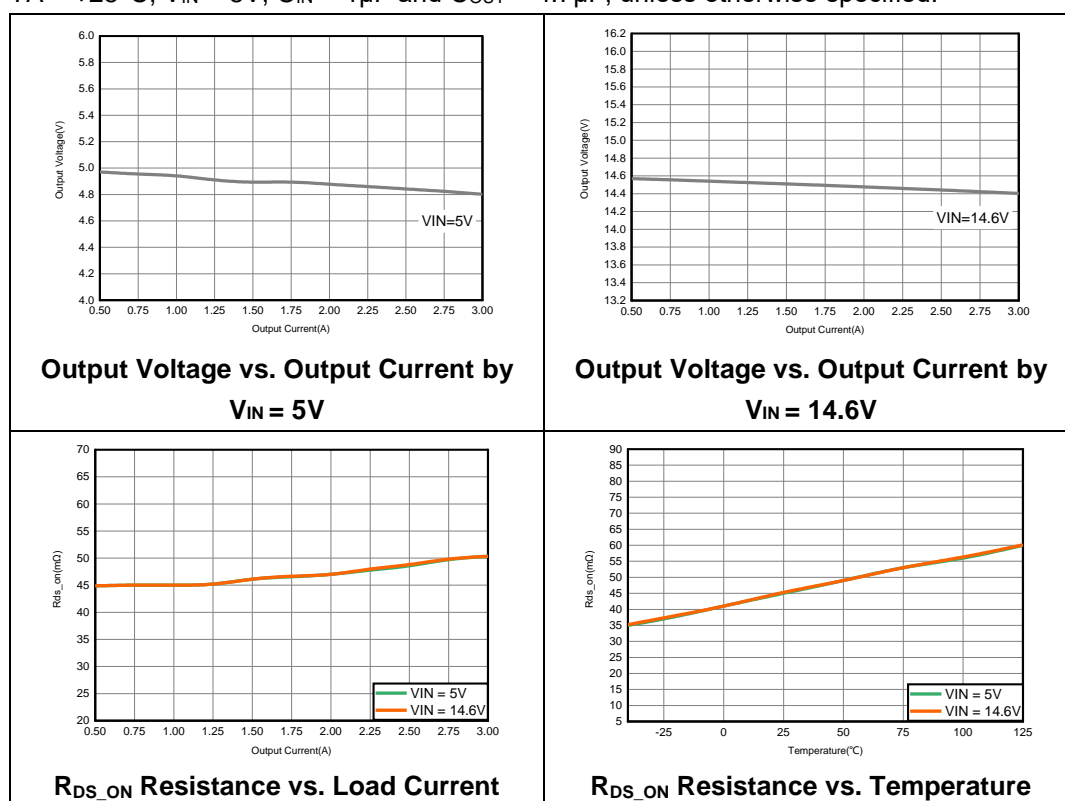 6.0
5.8
5.6
5.4
5.2
5.0
4.8
4.6
4.4
4.2
4.0
Output Voltage(V)
VIN=5V
0.50 0.75 1.00 1.25 1.50 1.75 2.00 2.25 2.50 2.75 3.00
Output Current(A)
Output Voltage vs. Output Current by
VIN = 5V
16.2
16.0
15.8
15.6
15.4
15.2
15.0
14.8
14.6
14.4
14.2
14.0
13.8
13.6
13.4
13.2
Output Voltage(V)
VIN=14.6V
0.50 0.75 1.00 1.25 1.50 1.75 2.00 2.25 2.50 2.75 3.00
Output Current(A)
Output Voltage vs. Output Current by
VIN = 14.6V
70
65
60
55
50
45
40
35
30
25
20
Rds_on(mΩ)
VIN = 5V
VIN = 14.6V
0.50 0.75 1.00 1.25 1.50 1.75 2.00 2.25 2.50 2.75 3.00
Output Current(A)
RDS_ON Resistance vs. Load Current
90
85
80
75
70
65
60
55
50
45
40
35
30
25
20
15
10
5
Rds_on(mΩ)
VIN = 5V
VIN = 14.6V
-25 0 25 50 75 100 125
Temperature(℃)
RDS_ON Resistance vs. Temperature